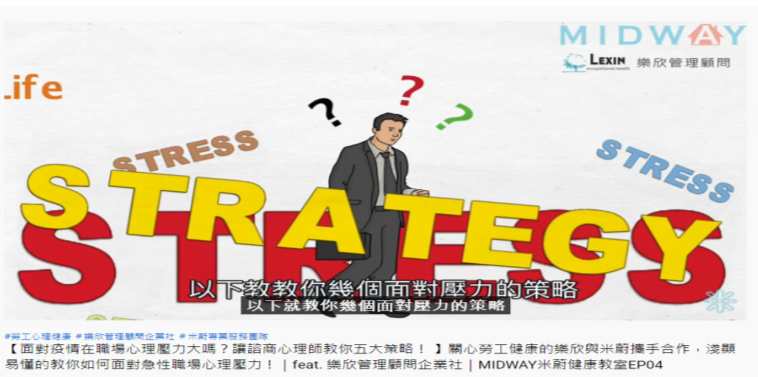 MIDWAY
LEXIN 樂欣管理顧問
Life
? ? ?
STRESS
STRESS
STRATEGY
STRESS
以下教教你幾個面對壓力的策略
以下就教你幾個面對壓力的策略
#勞工心理健康 #樂欣管理顧問企業社 #米蔚專業服務團隊
【面對疫情在職場心理壓力大嗎？讓諮商心理師教你五大策略！ 】關心勞工健康的樂欣與米蔚攜手合作，淺顯
易懂的教你如何面對急性職場心理壓力！｜feat. 樂欣管理顧問企業社｜MIDWAY米蔚健康教室EP04